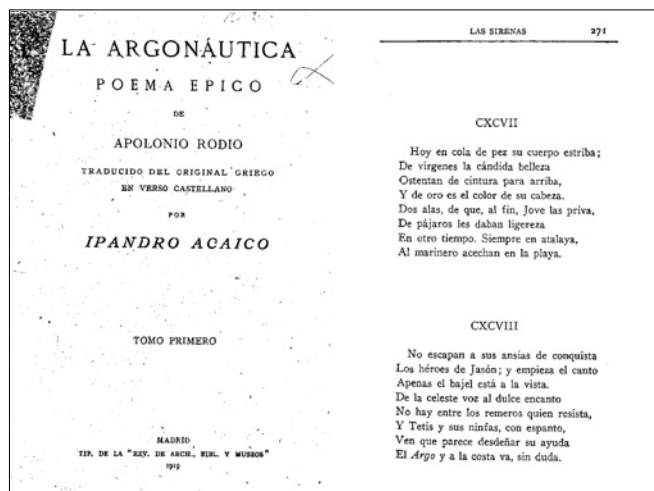 LA ARGONÁUTICA
POEMA EPICO
DE
APOLONIO RODIO
TRADUCIDO DEL ORIGINAL GRIEGO
EN VERSO CASTELLANO
POR
IPANDRO ACAICO
TOMO PRIMERO
MADRID
TIP. DE LA "REV. DE ARCH., BIBL. Y MUSEOS"
1919
LAS SIRENAS 271
CXCVII
Hoy en cola de pez su cuerpo estriba;
De vírgenes la cándida belleza
Ostentan de cintura para arriba,
Y de oro es el color de su cabeza.
Dos alas, de que, al fin, Jove las priva,
De pájaros les daban ligereza
En otro tiempo. Siempre en atalaya,
Al marinero acechan en la playa.
CXCVIII
No escapan a sus ansias de conquista
Los héroes de Jasón; y empieza el canto
Apenas el bajel está a la vista.
De la celeste voz al dulce encanto
No hay entre los remeros quien resista,
Y Tetis y sus ninfas, con espanto,
Ven que parece desdeñar su ayuda
El Argo y a la costa va, sin duda.